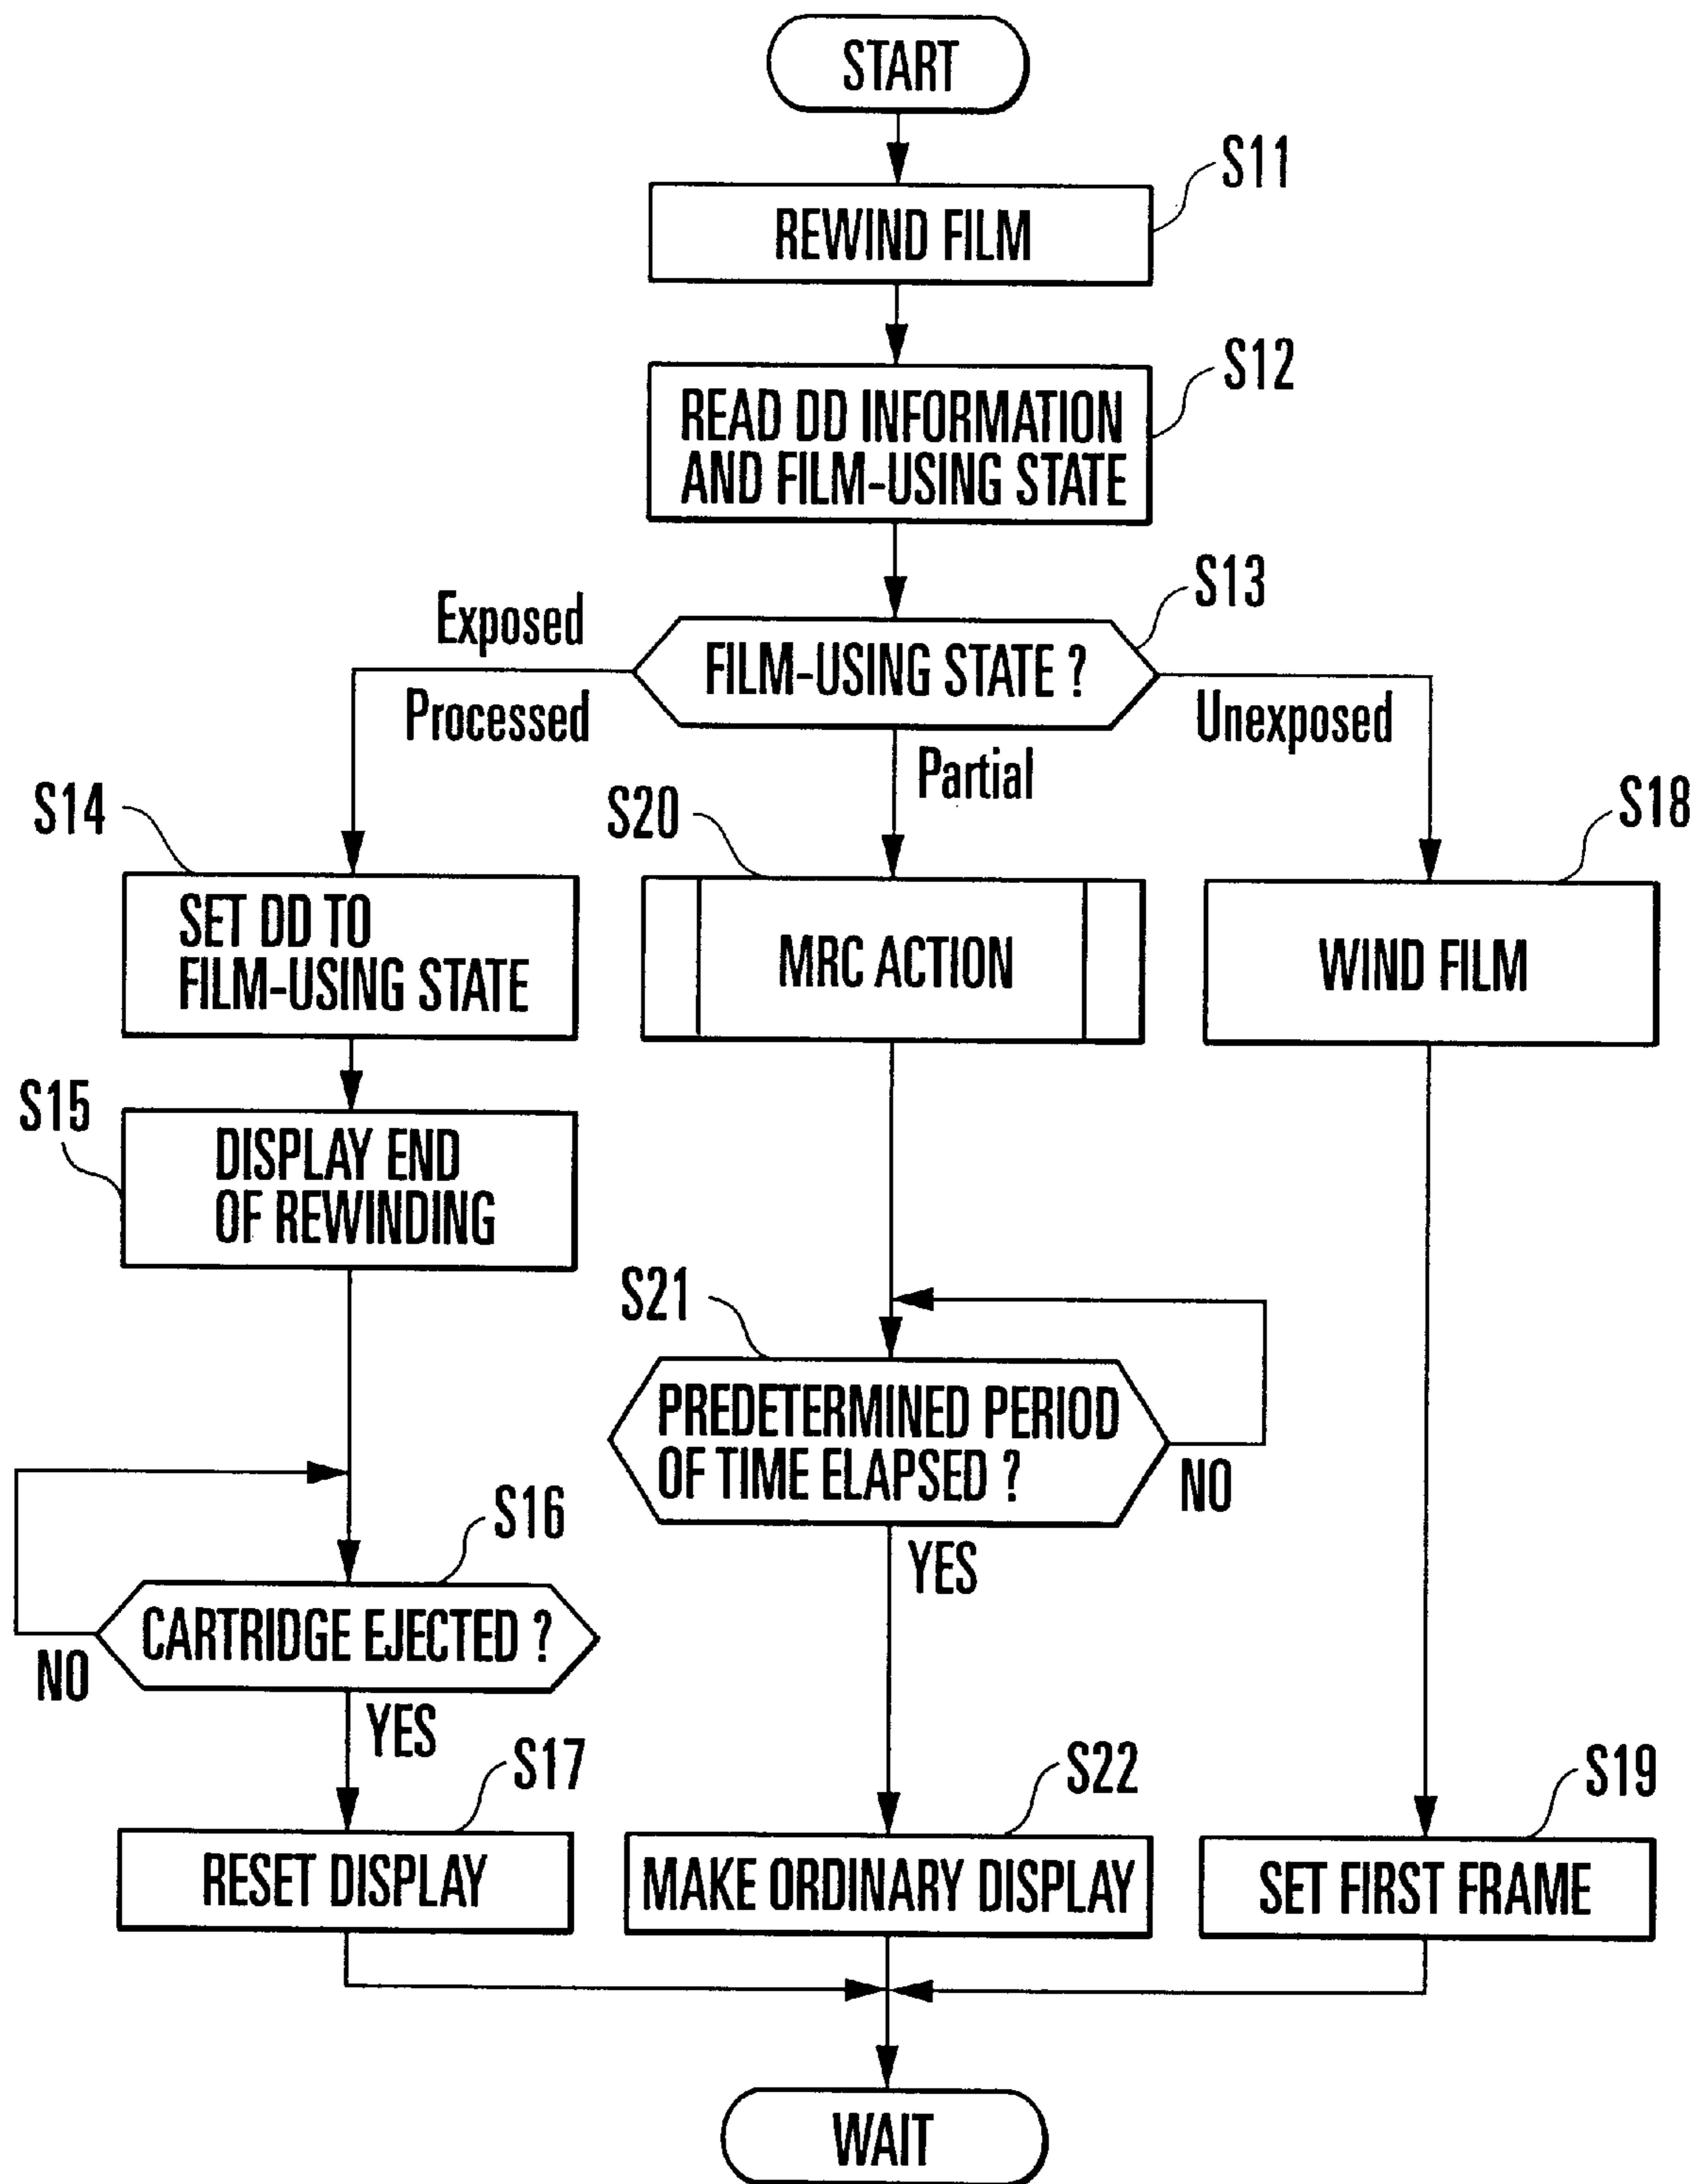 START
S11
REWIND FILM
S12
READ DD INFORMATION
AND FILM-USING STATE
S13
FILM-USING STATE ?
Exposed
Processed
Partial
Unexposed
S14
SET DD TO
FILM-USING STATE
S20
MRC ACTION
S18
WIND FILM
S15
DISPLAY END
OF REWINDING
S21
PREDETERMINED PERIOD
OF TIME ELAPSED ?
NO
YES
S16
CARTRIDGE EJECTED ?
NO
YES
S17
RESET DISPLAY
S22
MAKE ORDINARY DISPLAY
S19
SET FIRST FRAME
WAIT